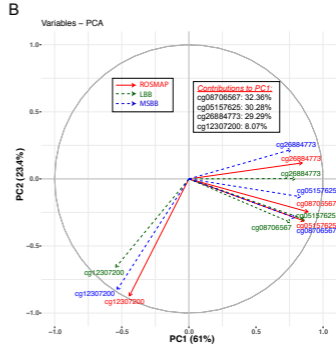 B
Variables – PCA
1.0
0.5
0.0
−0.5
−1.0
PC2 (23.4%)
ROSMAP
LBB
MSBB
Contributions to PC1:
cg08706567: 32.36%
cg05157625: 30.28%
cg26884773: 29.29%
cg12307200: 8.07%
cg26884773
cg26884773
cg26884773
cg05157625
cg08706567
cg05157625
cg08706567
cg05157625
cg08706567
cg12307200
cg12307200
cg12307200
−1.0
−0.5
0.0
0.5
1.0
PC1 (61%)